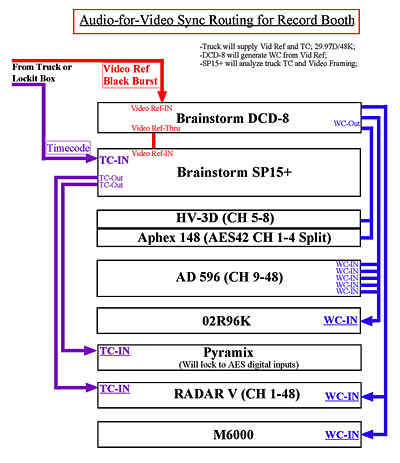 Audio-for-Video Sync Routing for Record Booth
-Truck will supply Vid Ref and TC; 29.97D/48K;
-DCD-8 will generate WC from Vid Ref;
-SP15+ will analyze truck TC and Video Framing;
From Truck or
Lockit Box
Video Ref
Black Burst
Video Ref-IN
Brainstorm DCD-8
WC-Out
Video Ref-Thru
Timecode
Video Ref-IN
TC-IN
Brainstorm SP15+
TC-Out
TC-Out
HV-3D (CH 5-8)
Aphex 148 (AES42 CH 1-4 Split)
AD 596 (CH 9-48)
WC-IN
WC-IN
WC-IN
WC-IN
WC-IN
02R96K
WC-IN
TC-IN
Pyramix
(Will lock to AES digital inputs)
TC-IN
RADAR V (CH 1-48)
WC-IN
M6000
WC-IN